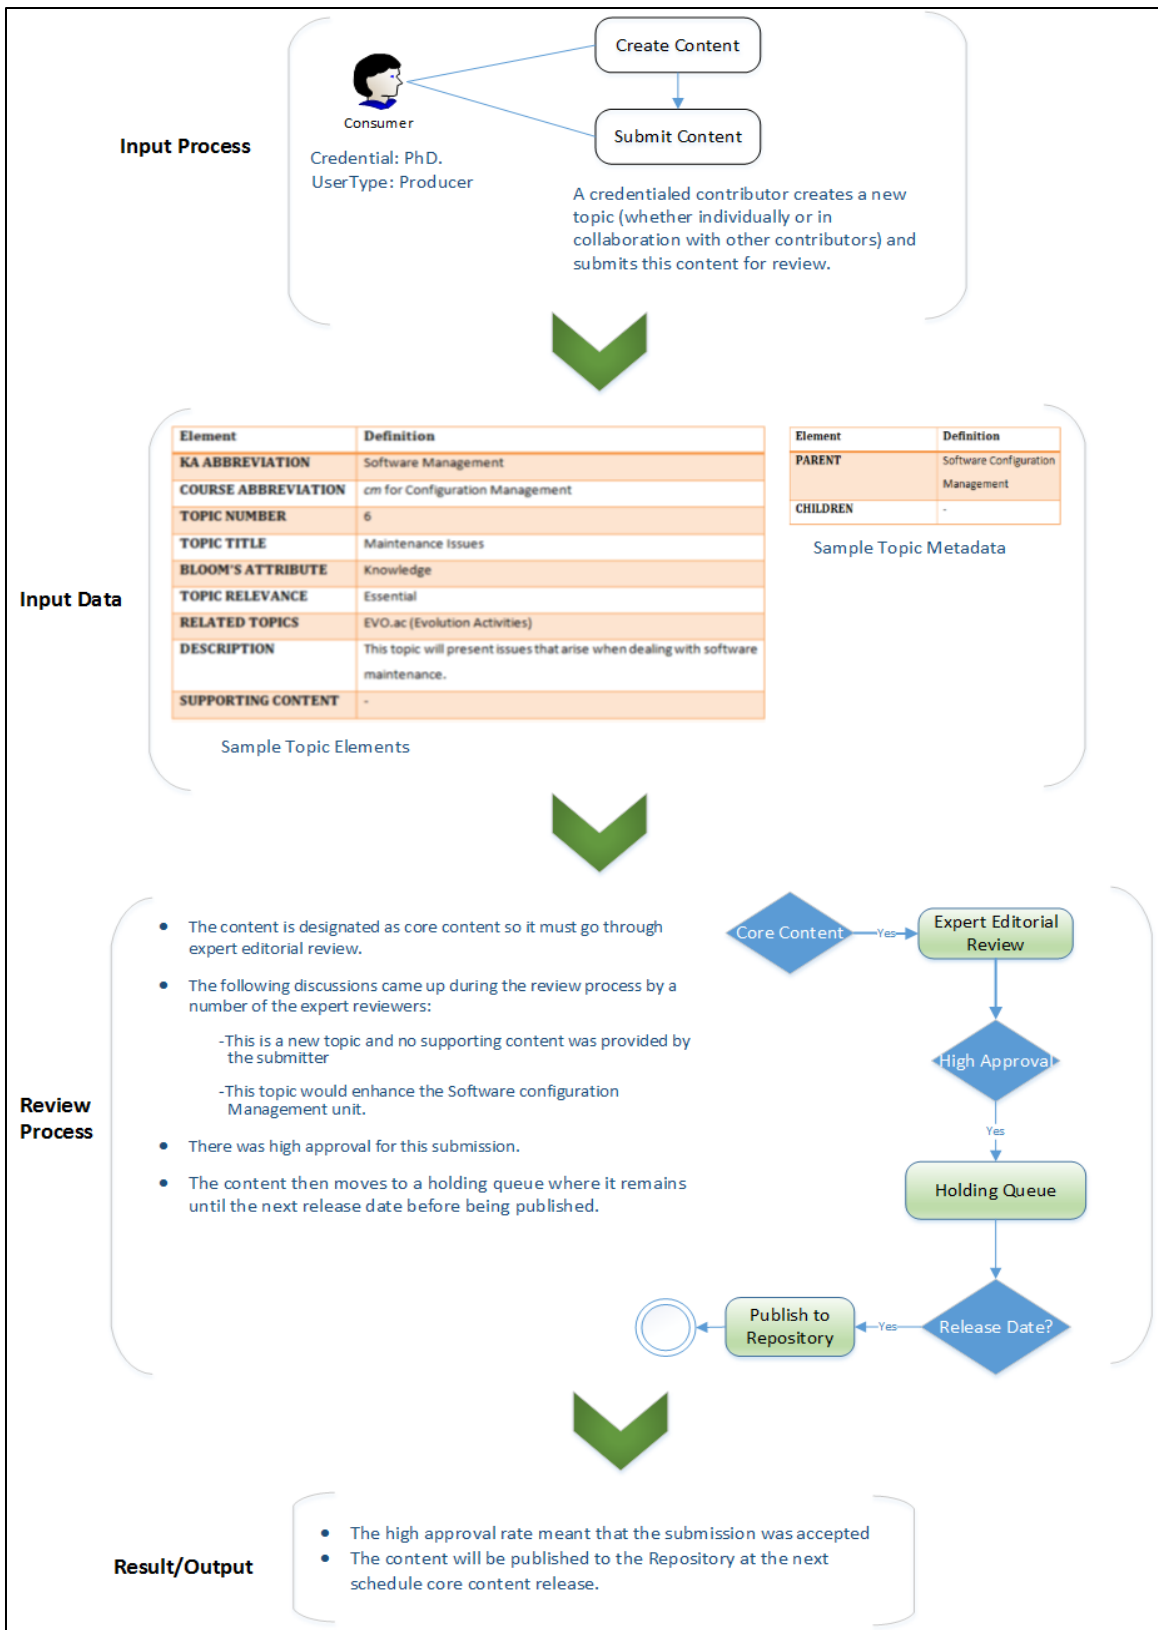 Create Content
Consumer
Submit Content
Input Process
Credential: PhD.
UserType: Producer
A credentialed contributor creates a new
topic (whether individually or in
collaboration with other contributors) and
submits this content for review.
Input Data
Element Definition
KA ABBREVIATION Software Management
COURSE ABBREVIATION cm for Configuration Management
TOPIC NUMBER 6
TOPIC TITLE Maintenance Issues
BLOOM'S ATTRIBUTE Knowledge
TOPIC RELEVANCE Essential
RELATED TOPICS EVO.ac (Evolution Activities)
DESCRIPTION This topic will present issues that arise when dealing with software
maintenance.
SUPPORTING CONTENT -
Sample Topic Elements
Element Definition
PARENT Software Configuration
Management
CHILDREN -
Sample Topic Metadata
Review
Process
• The content is designated as core content so it must go through
expert editorial review.
• The following discussions came up during the review process by a
number of the expert reviewers:
-This is a new topic and no supporting content was provided by
the submitter
-This topic would enhance the Software configuration
Management unit.
• There was high approval for this submission.
• The content then moves to a holding queue where it remains
until the next release date before being published.
Core Content
Yes
Expert Editorial
Review
High Approval
Yes
Holding Queue
Release Date?
Yes
Publish to
Repository
Result/Output
• The high approval rate meant that the submission was accepted
• The content will be published to the Repository at the next
schedule core content release.